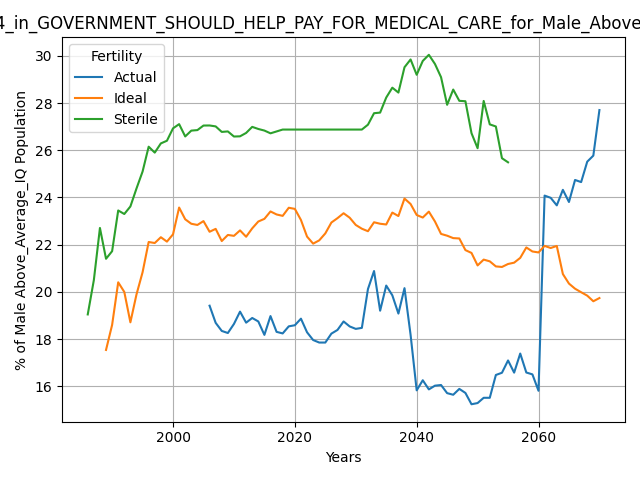 4_in_GOVERNMENT_SHOULD_HELP_PAY_FOR_MEDICAL_CARE_for_Male_Above
Fertility
Actual
Ideal
Sterile
% of Male Above_Average_IQ Population
30
28
26
24
22
20
18
16
2000
2020
2040
2060
Years